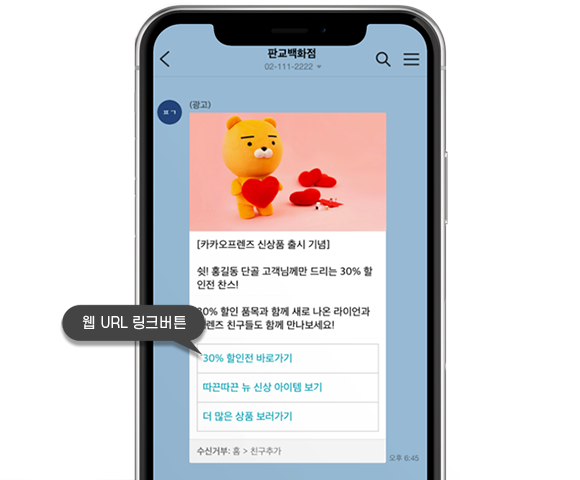 판교백화점
02-111-2222
(광고)
ㅍㄱ
[카카오프렌즈 신상품 출시 기념]
쉿! 홍길동 단골 고객님께만 드리는 30% 할
인전 찬스!
30% 할인 품목과 함께 새로 나온 라이언과
렌즈 친구들도 함께 만나보세요!
웹 URL 링크버튼
30% 할인전 바로가기
따끈따끈 뉴 신상 아이템 보기
더 많은 상품 보러가기
수신거부: 홈 > 친구추가
오후 6:45